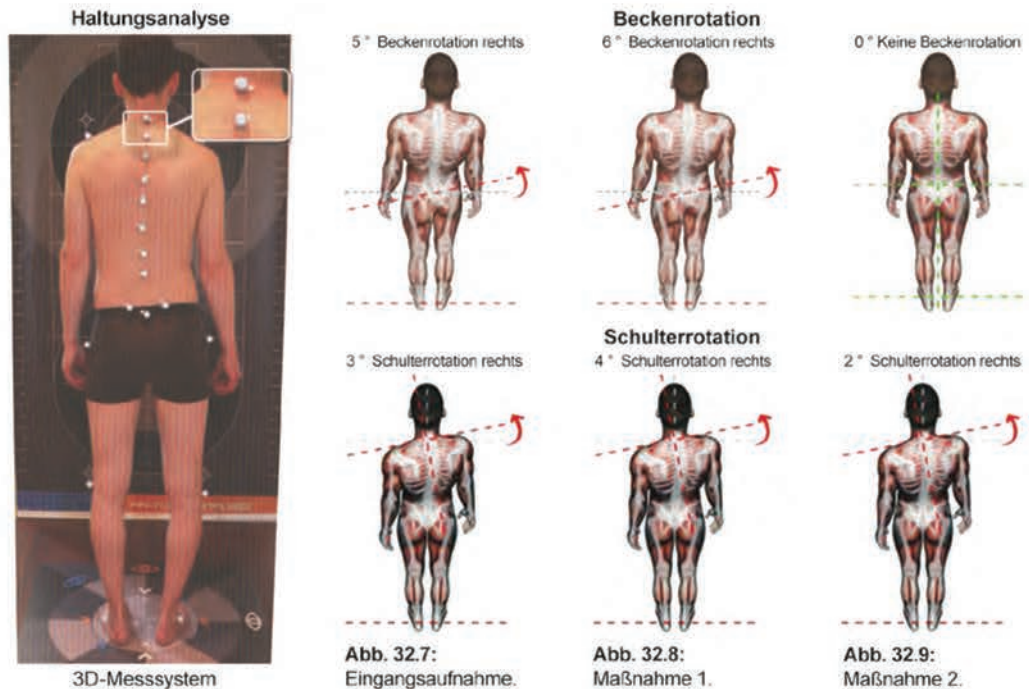 Haltungsanalyse
3D-Messsystem
Beckenrotation
5 ° Beckenrotation rechts
6 ° Beckenrotation rechts
0 ° Keine Beckenrotation
Schulterrotation
3 ° Schulterrotation rechts
4 ° Schulterrotation rechts
2 ° Schulterrotation rechts
Abb. 32.7:
Eingangsaufnahme.
Abb. 32.8:
Maßnahme 1.
Abb. 32.9:
Maßnahme 2.